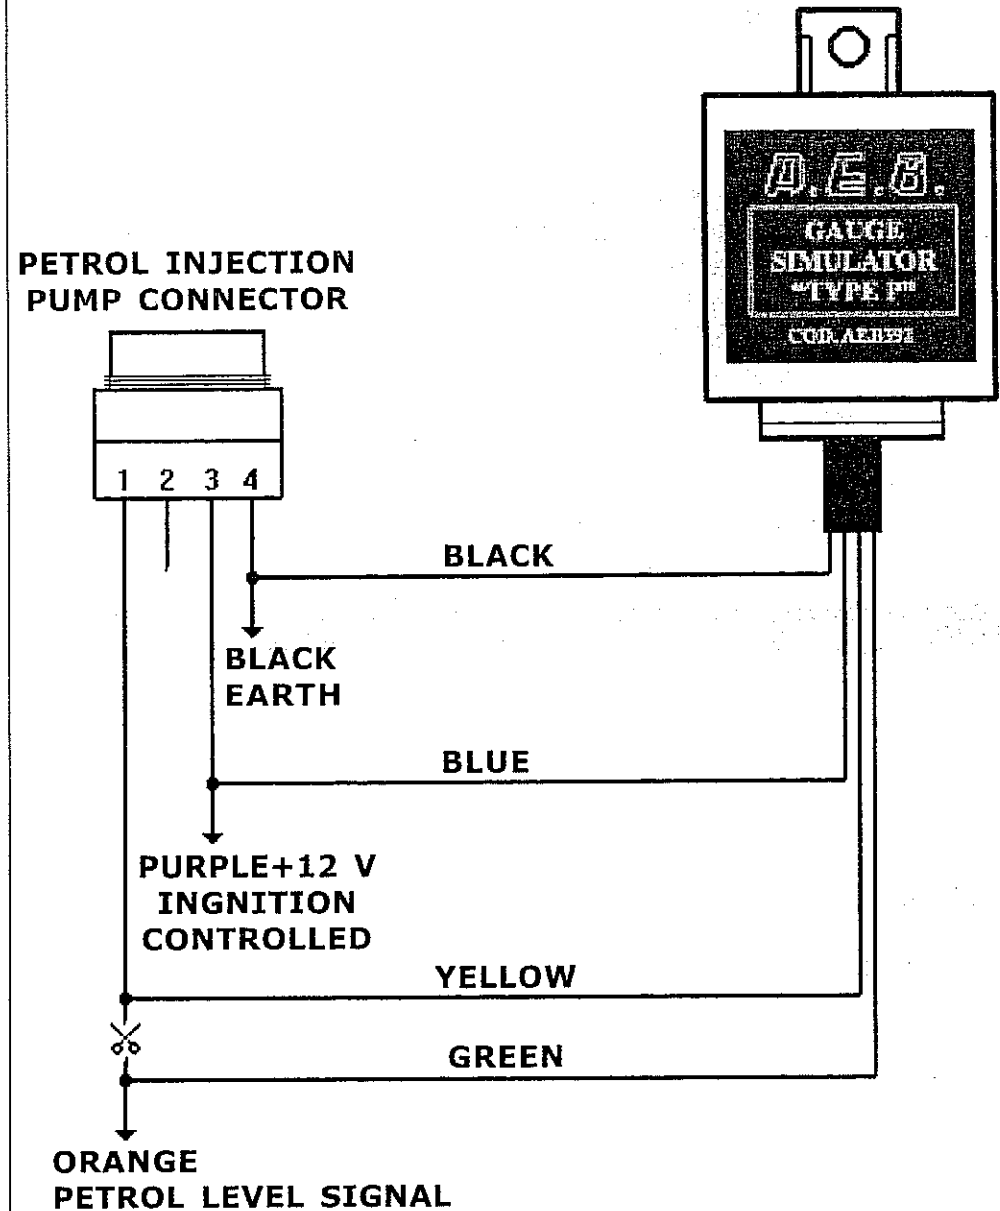 A.E.B.
GAUGE
SIMULATOR
"TYPE P"
PETROL INJECTION
PUMP CONNECTOR
1 2 3 4
BLACK
BLACK
EARTH
BLUE
PURPLE+12 V
INGNITION
CONTROLLED
YELLOW
GREEN
ORANGE
PETROL LEVEL SIGNAL